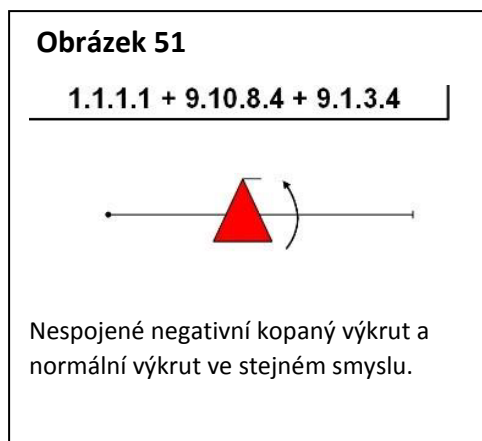 Obrázek 51
1.1.1.1 + 9.10.8.4 + 9.1.3.4
Nespojené negativní kopaný výkrut a
normální výkrut ve stejném smyslu.